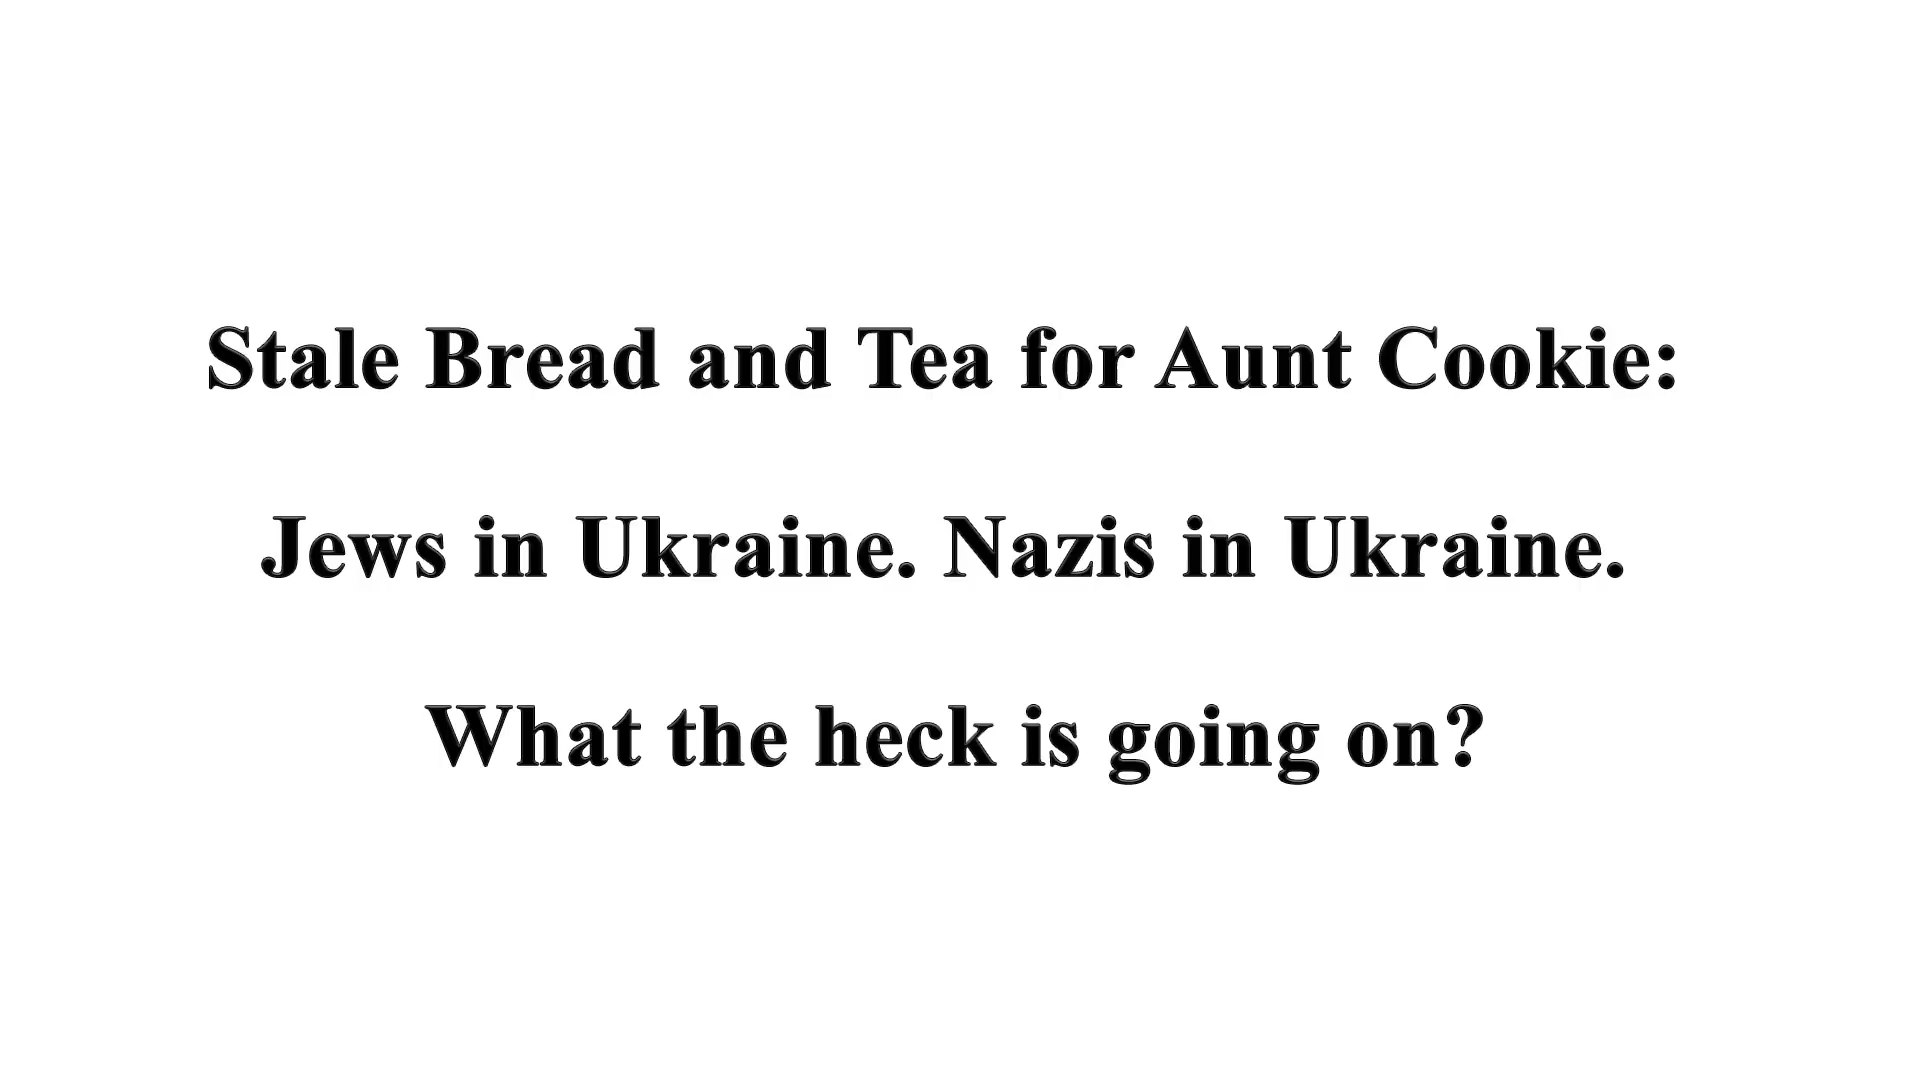 Stale Bread and Tea for Aunt Cookie:
Jews in Ukraine. Nazis in Ukraine.
What the heck is going on?